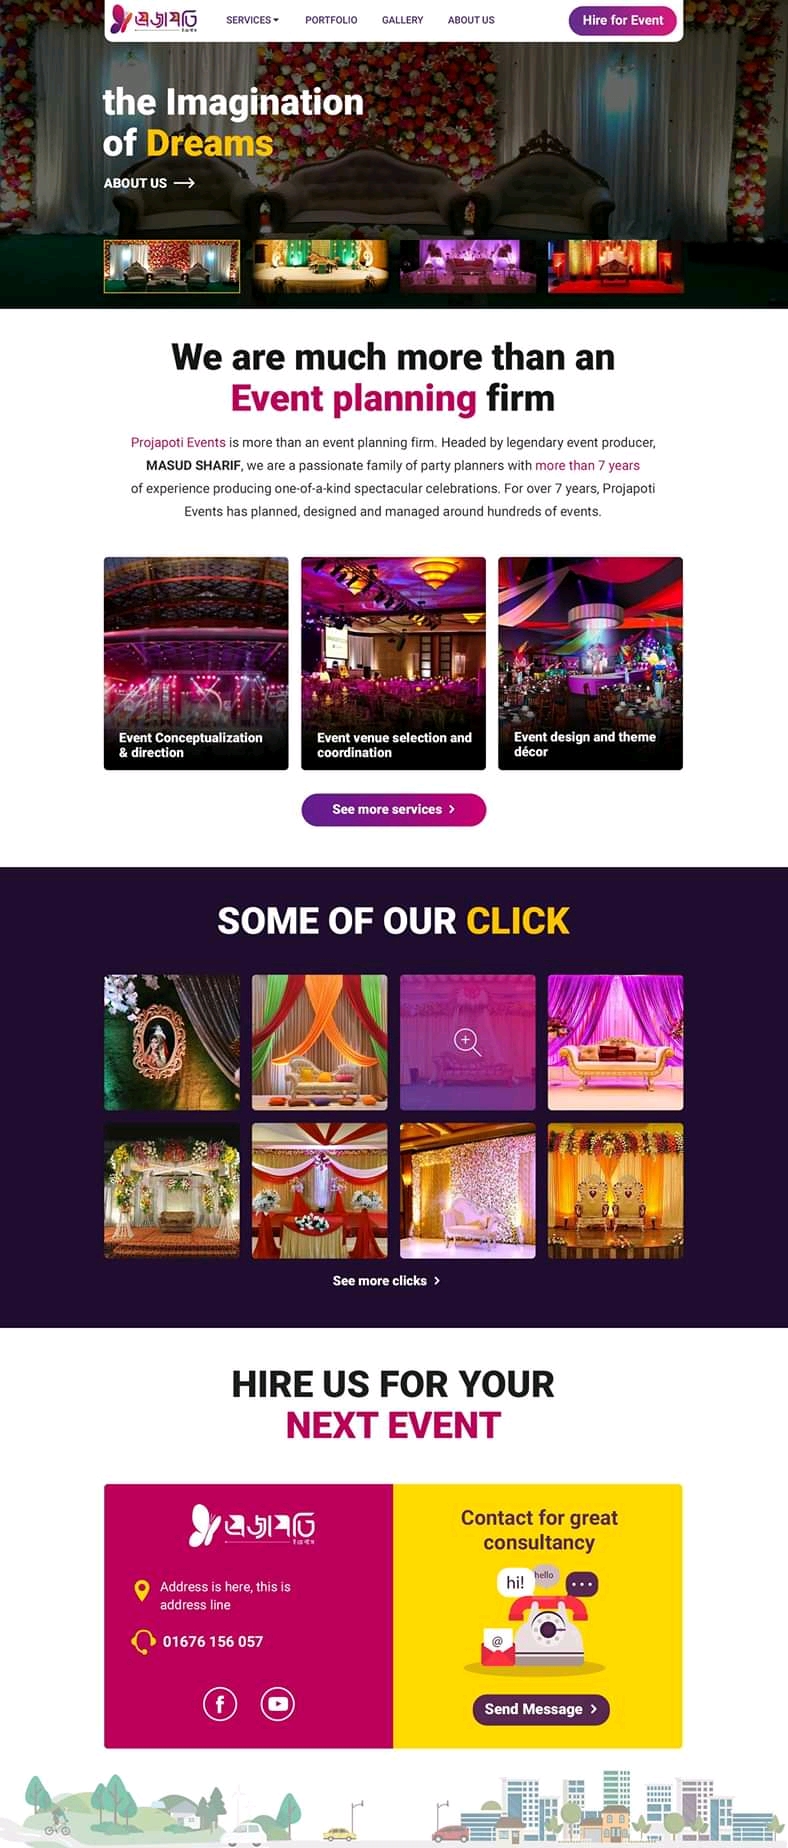 প্রজাপতি
ইভেন্টস
SERVICES
PORTFOLIO
GALLERY
ABOUT US
Hire for Event
the Imagination
of Dreams
ABOUT US
We are much more than an
Event planning firm
Projapoti Events is more than an event planning firm. Headed by legendary event producer,
MASUD SHARIF, we are a passionate family of party planners with more than 7 years
of experience producing one-of-a-kind spectacular celebrations. For over 7 years, Projapoti
Events has planned, designed and managed around hundreds of events.
Event Conceptualization
& direction
Event venue selection and
coordination
Event design and theme
décor
See more services
SOME OF OUR CLICK
See more clicks
HIRE US FOR YOUR
NEXT EVENT
প্রজাপতি
ইভেন্টস
Address is here, this is
address line
01676 156 057
Contact for great
consultancy
hi!
hello
@
Send Message